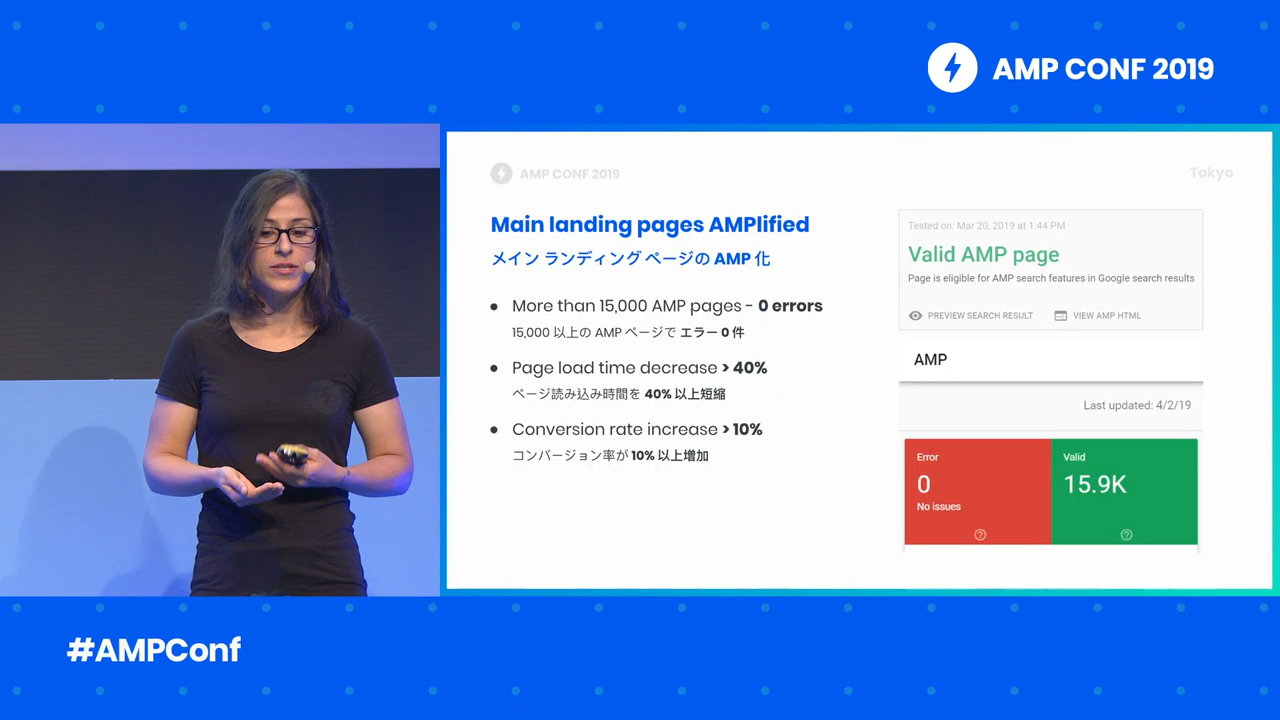 AMP CONF 2019
AMP CONF 2019
Tokyo
Main landing pages AMPlified
メイン ランディング ページの AMP 化
More than 15,000 AMP pages - 0 errors
15,000 以上の AMP ページで エラー 0 件
Page load time decrease > 40%
ページ読み込み時間を 40% 以上短縮
Conversion rate increase > 10%
コンバージョン率が 10% 以上増加
Tested on: Mar 20, 2019 at 1:44 PM
Valid AMP page
Page is eligible for AMP search features in Google search results
PREVIEW SEARCH RESULT
VIEW AMP HTML
AMP
Last updated: 4/2/19
Error
0
No issues
Valid
15.9K
#AMPConf